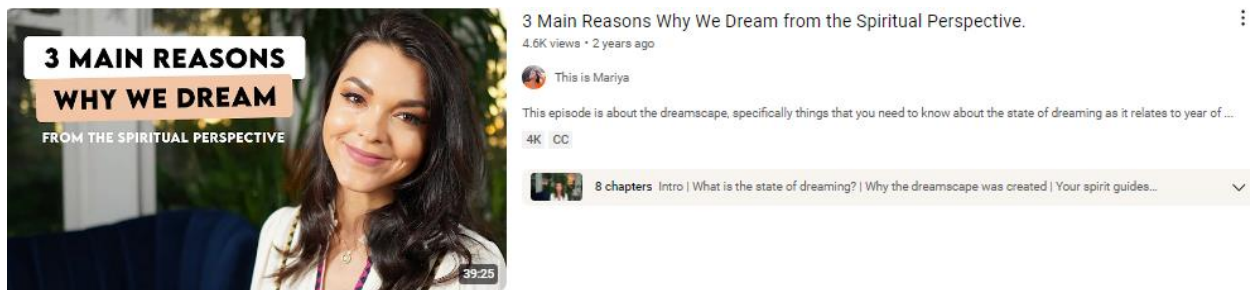 3 MAIN REASONS
WHY WE DREAM
FROM THE SPIRITUAL PERSPECTIVE
39:25
3 Main Reasons Why We Dream from the Spiritual Perspective.
4.6K views • 2 years ago
This is Mariya
This episode is about the dreamscape, specifically things that you need to know about the state of dreaming as it relates to year of ...
4K CC
8 chapters Intro | What is the state of dreaming? | Why the dreamscape was created | Your spirit guides...